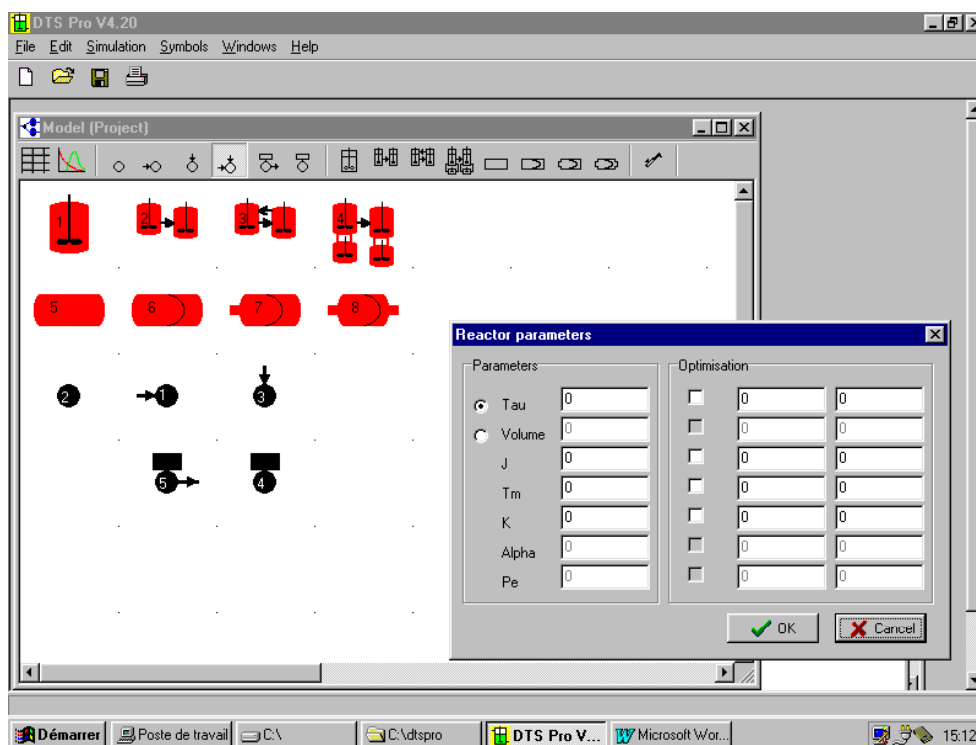 DTS Pro V4.20
File Edit Simulation Symbols Windows Help
Model (Project)
1 2 3 4
5 6 7 8
2 1 3
5 4
Reactor parameters
Parameters
Tau 0
Volume 0
J 0
Tm 0
K 0
Alpha 0
Pe 0
Optimisation
0 0
0 0
0 0
0 0
0 0
0 0
0 0
OK Cancel
Démarrer Poste de travail C:\ C:\dtspro DTS Pro V... Microsoft Wor... 15:12